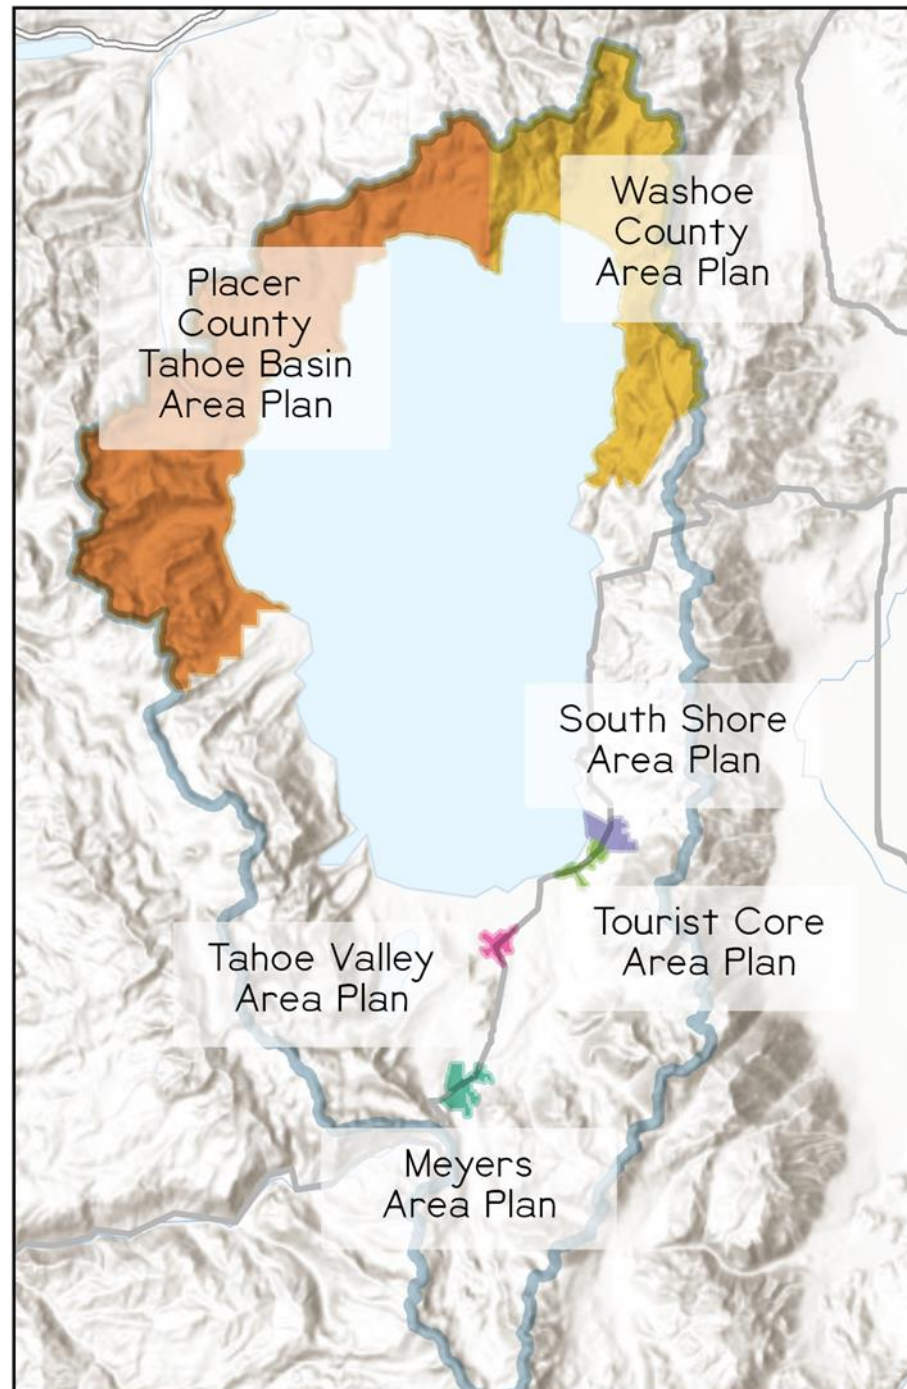 Washoe
County
Area Plan
Placer
County
Tahoe Basin
Area Plan
South Shore
Area Plan
Tourist Core
Area Plan
Tahoe Valley
Area Plan
Meyers
Area Plan